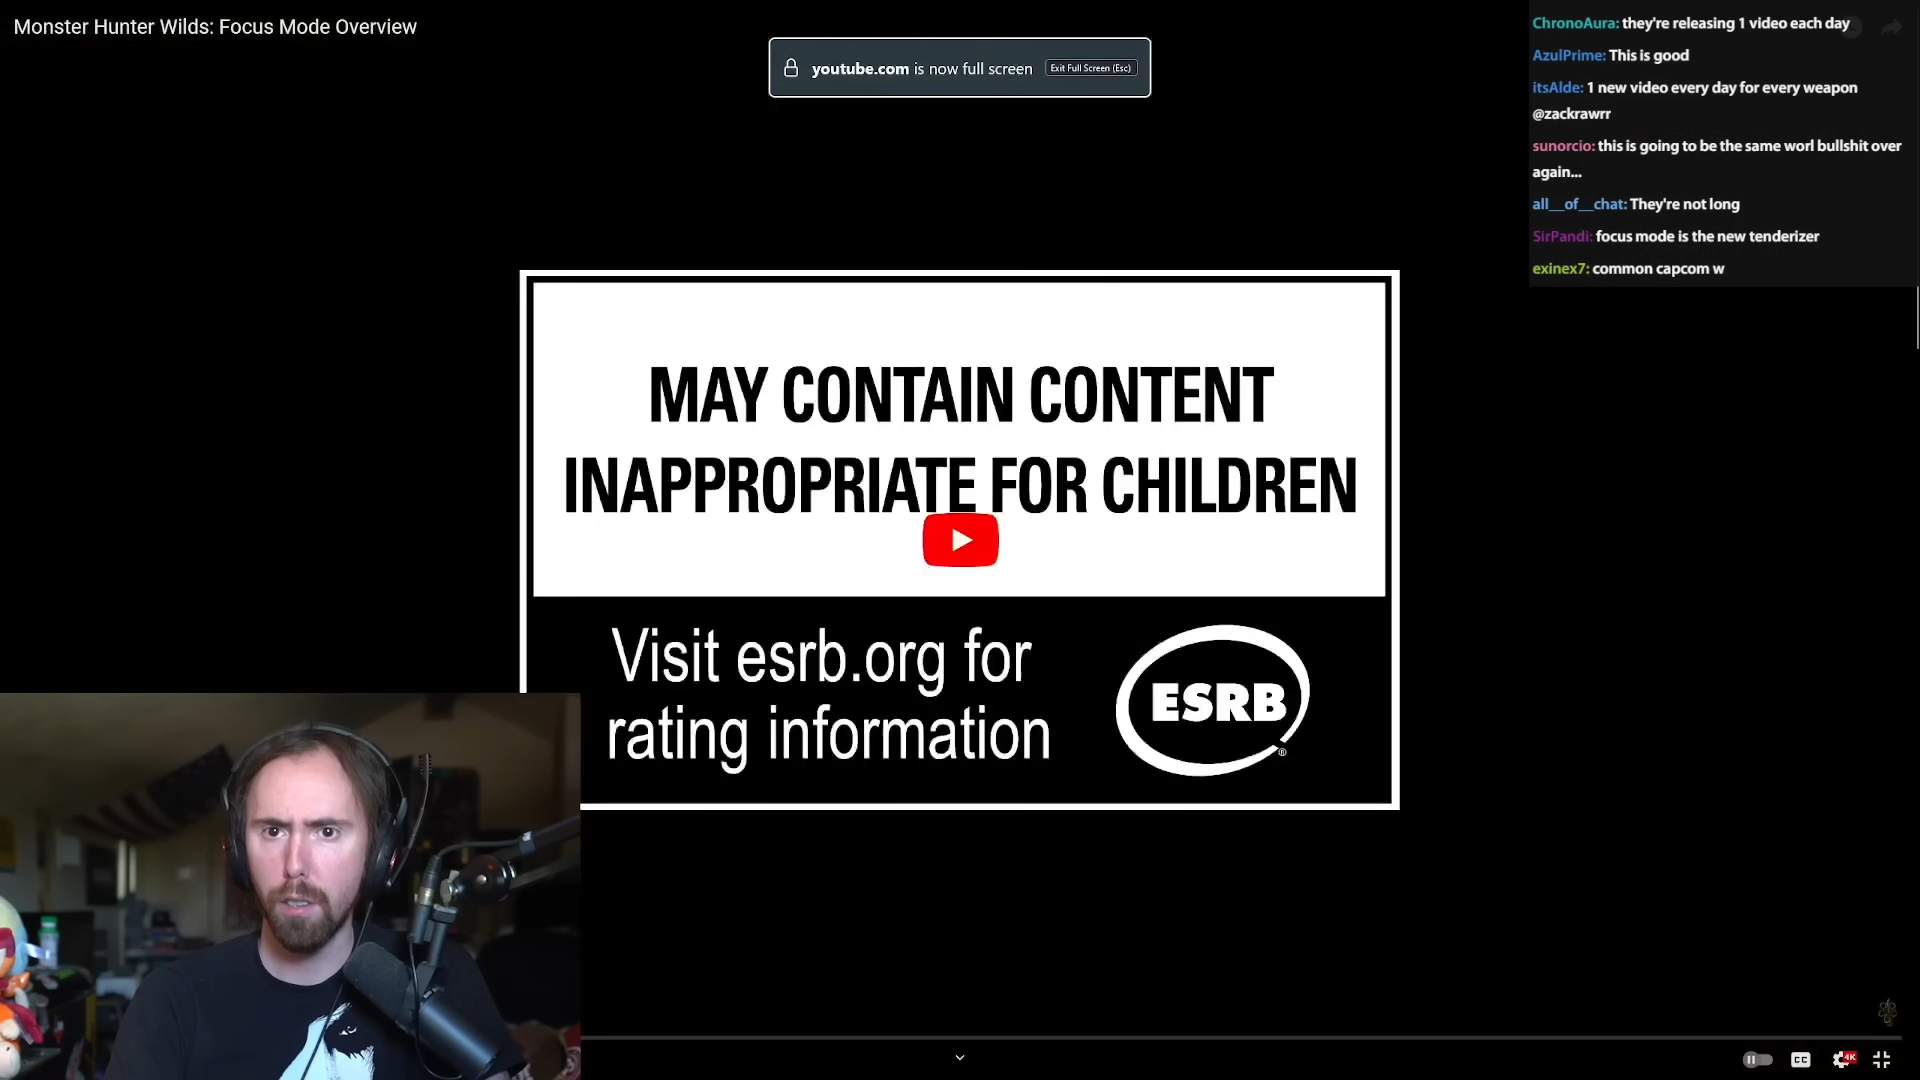 Monster Hunter Wilds: Focus Mode Overview
youtube.com is now full screen Exit Full Screen (Esc)
ChronoAura: they're releasing 1 video each day
AzulPrime: This is good
itsAlde: 1 new video every day for every weapon
@zackrawrr
sunorcio: this is going to be the same worl bullshit over
again...
all__of__chat: They're not long
SirPandi: focus mode is the new tenderizer
exinex7: common capcom w
MAY CONTAIN CONTENT
INAPPROPRIATE FOR CHILDREN
Visit esrb.org for
rating information
ESRB
®
CC
4K